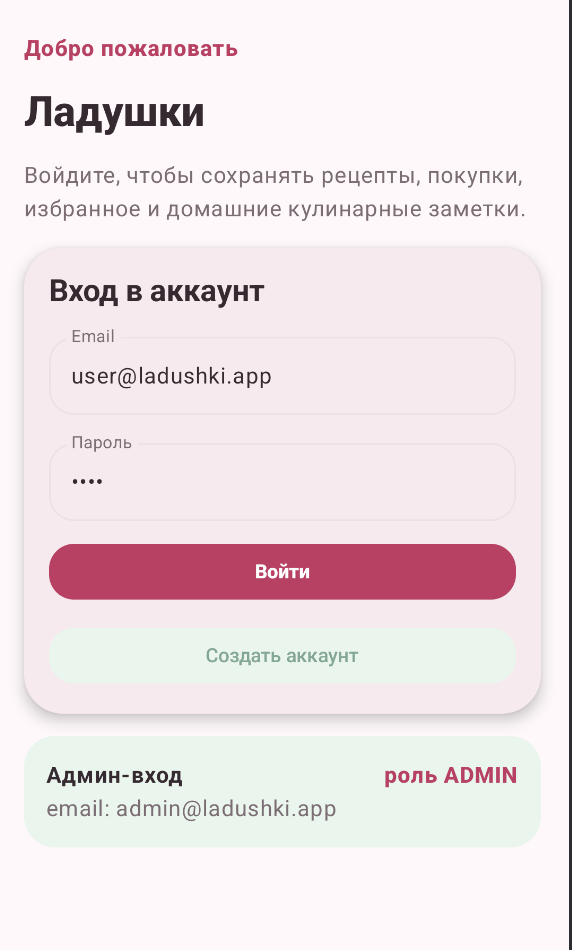 Добро пожаловать
Ладушки
Войдите, чтобы сохранять рецепты, покупки,
избранное и домашние кулинарные заметки.
Вход в аккаунт
Email
user@ladushki.app
Пароль
••••
Войти
Создать аккаунт
Админ-вход роль ADMIN
email: admin@ladushki.app